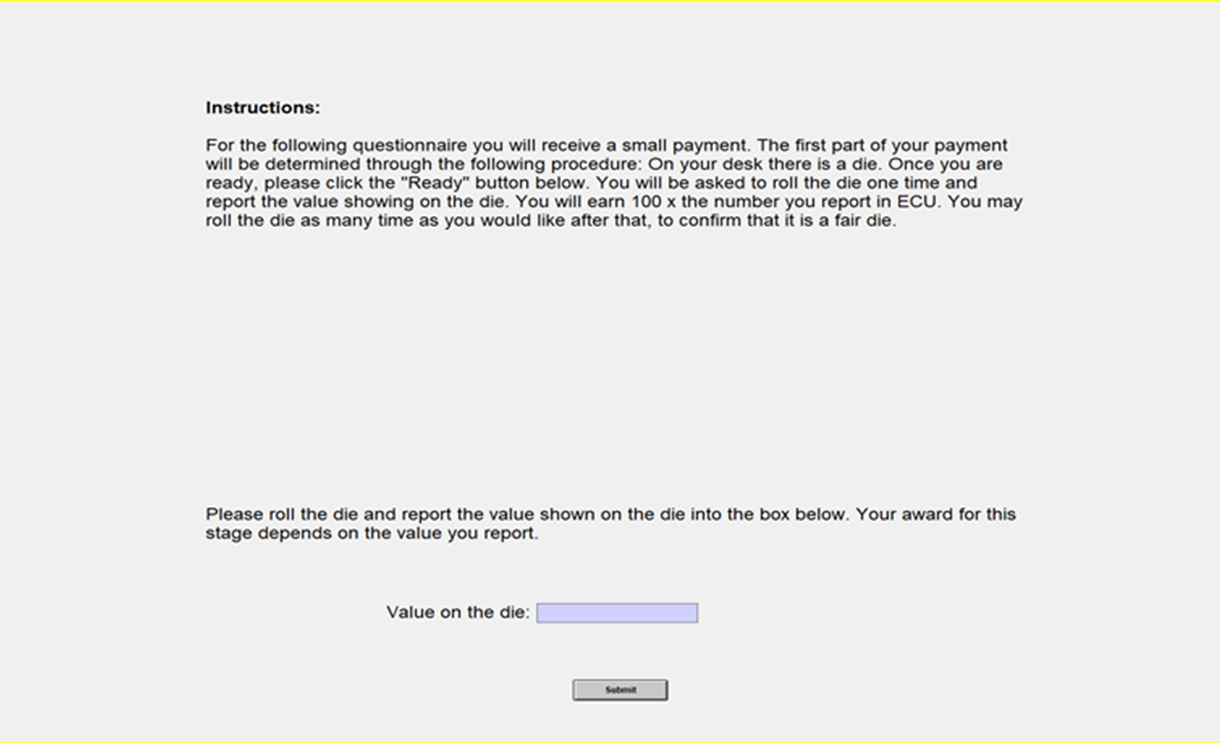 Instructions:
For the following questionnaire you will receive a small payment. The first part of your payment
will be determined through the following procedure: On your desk there is a die. Once you are
ready, please click the "Ready" button below. You will be asked to roll the die one time and
report the value showing on the die. You will earn 100 x the number you report in ECU. You may
roll the die as many time as you would like after that, to confirm that it is a fair die.
Please roll the die and report the value shown on the die into the box below. Your award for this
stage depends on the value you report.
Value on the die:
Submit